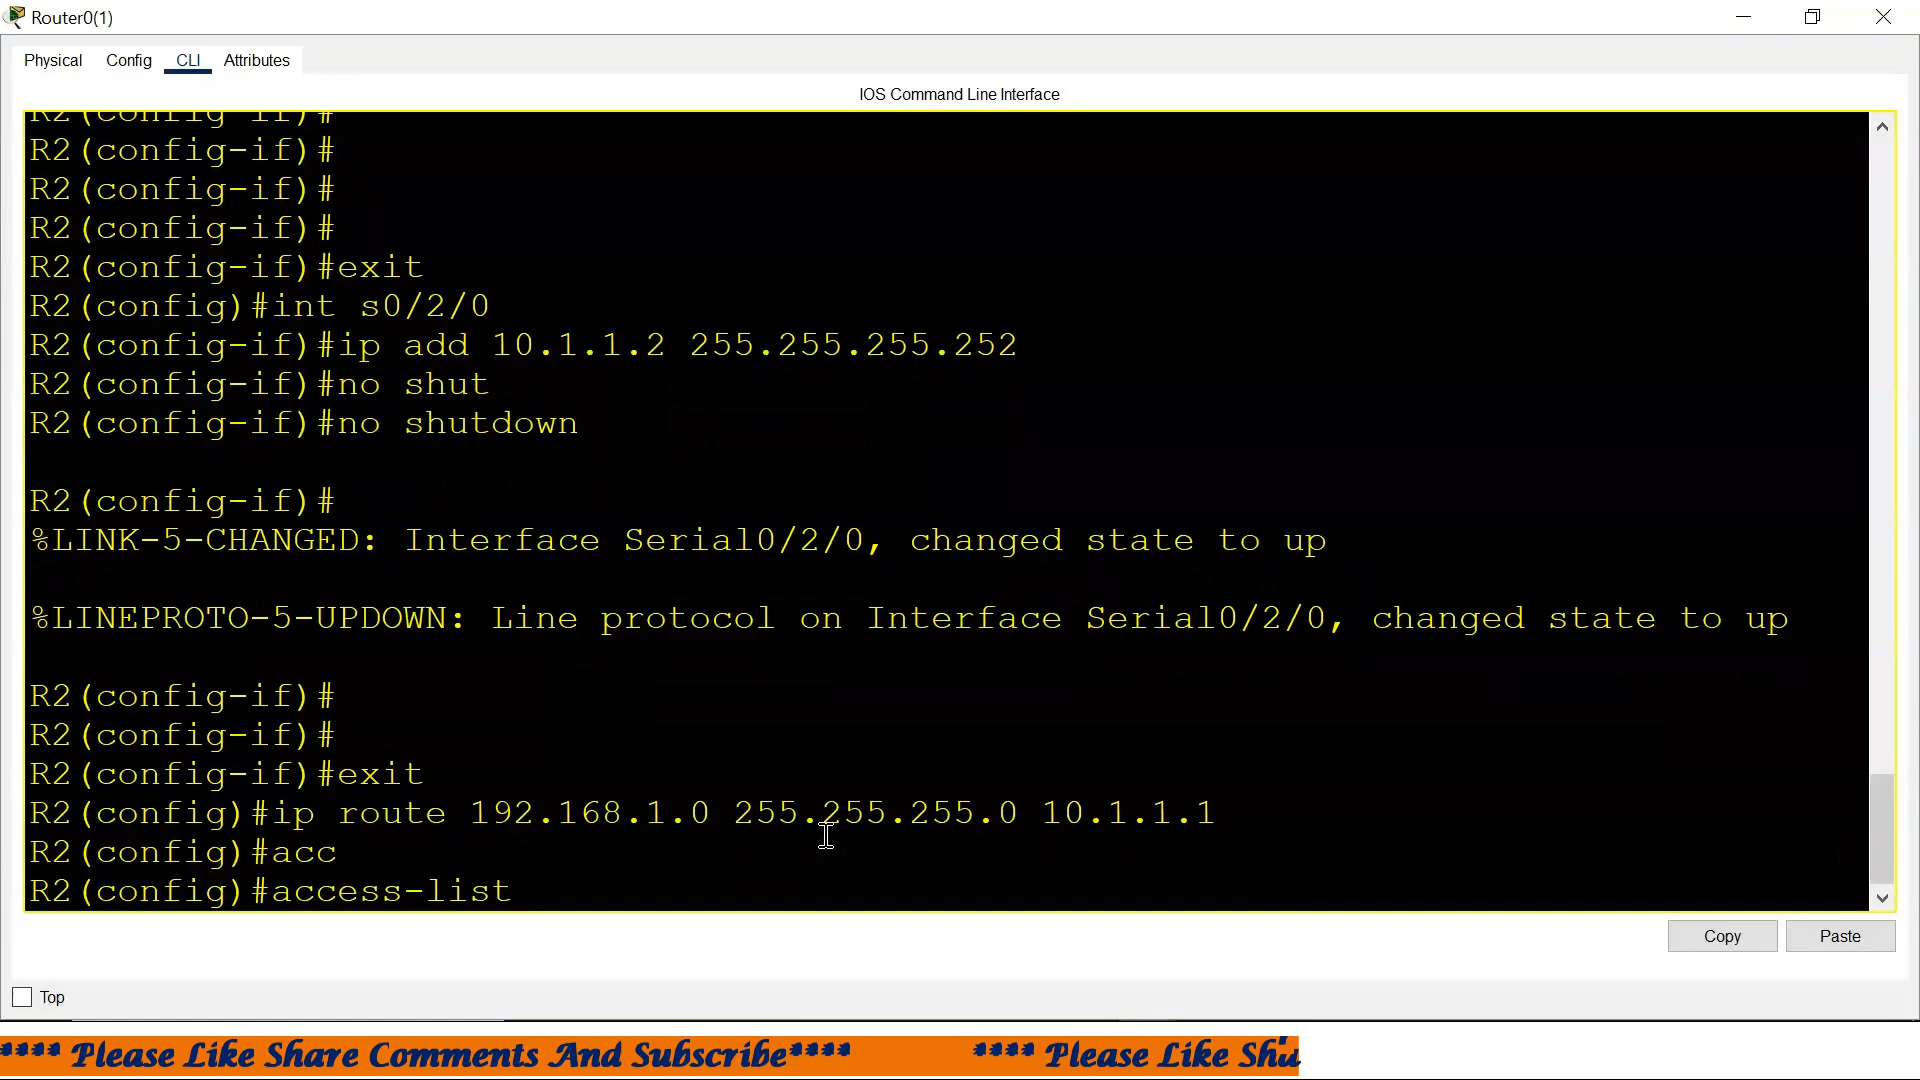 Router0(1)
Physical Config CLI Attributes
IOS Command Line Interface
R2(config-if)#
R2(config-if)#
R2(config-if)#
R2(config-if)#
R2(config-if)#exit
R2(config)#int s0/2/0
R2(config-if)#ip add 10.1.1.2 255.255.255.252
R2(config-if)#no shut
R2(config-if)#no shutdown
R2(config-if)#
%LINK-5-CHANGED: Interface Serial0/2/0, changed state to up
%LINEPROTO-5-UPDOWN: Line protocol on Interface Serial0/2/0, changed state to up
R2(config-if)#
R2(config-if)#
R2(config-if)#exit
R2(config)#ip route 192.168.1.0 255.255.255.0 10.1.1.1
R2(config)#acc
R2(config)#access-list
Copy Paste
Top
**** Please Like Share Comments And Subscribe**** **** Please Like